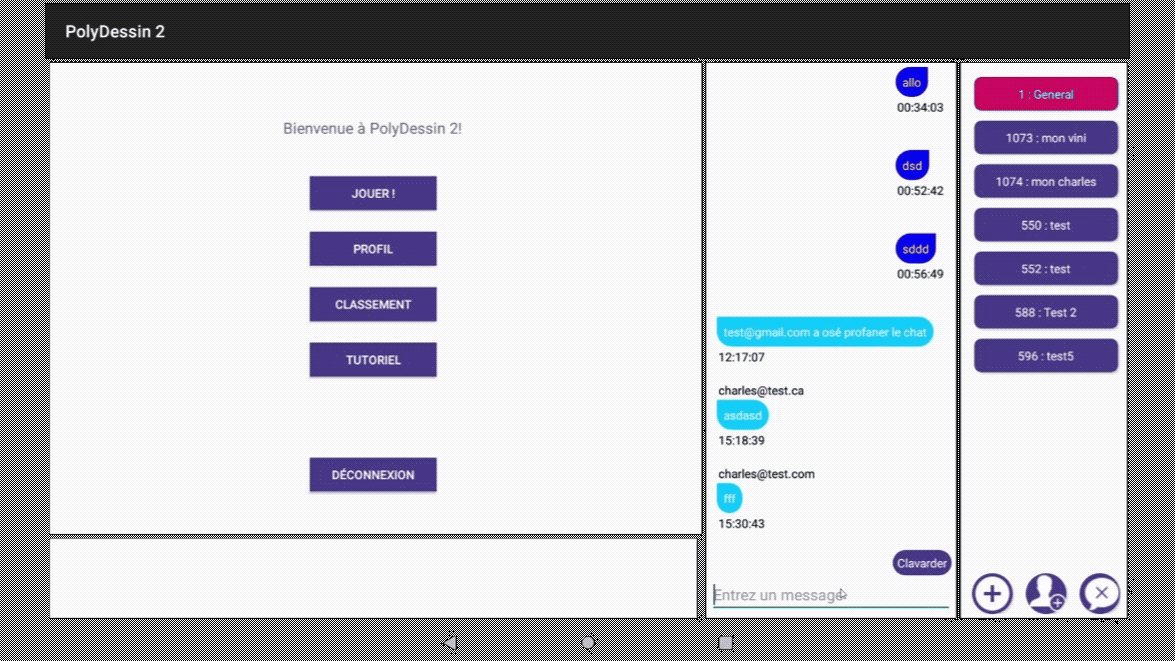 PolyDessin 2
Bienvenue à PolyDessin 2!
JOUER !
PROFIL
CLASSEMENT
TUTORIEL
DÉCONNEXION
allo
00:34:03
dsd
00:52:42
sddd
00:56:49
test@gmail.com a osé profaner le chat
12:17:07
charles@test.ca
asdasd
15:18:39
charles@test.com
fff
15:30:43
Clavarder
Entrez un message
1 : General
1073 : mon vini
1074 : mon charles
550 : test
552 : test
588 : Test 2
596 : test5